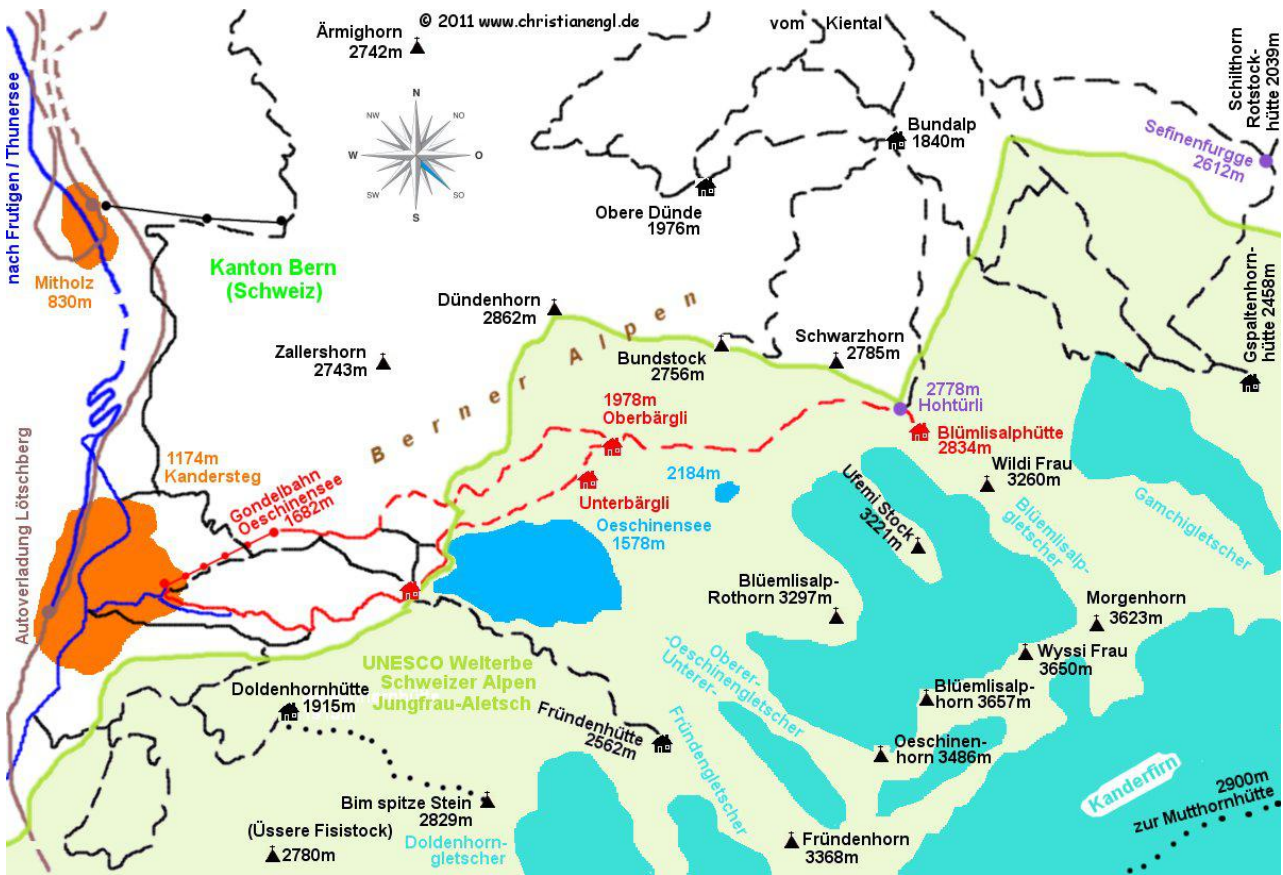 © 2011 www.christianengl.de
vom Kiental
Ärmighorn
2742m
Schilthorn
Rotstock-
hütte 2039m
nach Frutigen / Thunersee
N
NW
NO
W
O
SW
SO
S
Bundalp
1840m
Sefinenfurgge
2612m
Obere Dünde
1976m
Mitholz
830m
Kanton Bern
(Schweiz)
Dündenhorn
2862m
Berner Alpen
Zallershorn
2743m
Bundstock
2756m
Schwarzhorn
2785m
Gspaltenhorn-
hütte 2458m
1978m
Oberbärgli
2778m
Hohtürli
Blümlisalphütte
2834m
1174m
Kandersteg
Gondelbahn
Oeschinensee
1682m
Unterbärgli
2184m
Ufemi Stock
3221m
Wildi Frau
3260m
Blüemlisalp-
gletscher
Gamchigletscher
Oeschinensee
1578m
Autoverladung Lötschberg
Blüemlisalp-
Rothorn 3297m
Morgenhorn
3623m
Wyssi Frau
3650m
UNESCO Welterbe
Schweizer Alpen
Jungfrau-Aletsch
Oberer-
-Oeschinengletscher
Unterer-
Doldenhornhütte
1915m
Blüemlisalp-
horn 3657m
Fründenhütte
2562m
Fründengletscher
Oeschinen-
horn 3486m
Kanderfirn
2900m
zur Mutthornhütte
Bim spitze Stein
2829m
(Üssere Fisistock)
2780m
Doldenhorn-
gletscher
Fründenhorn
3368m